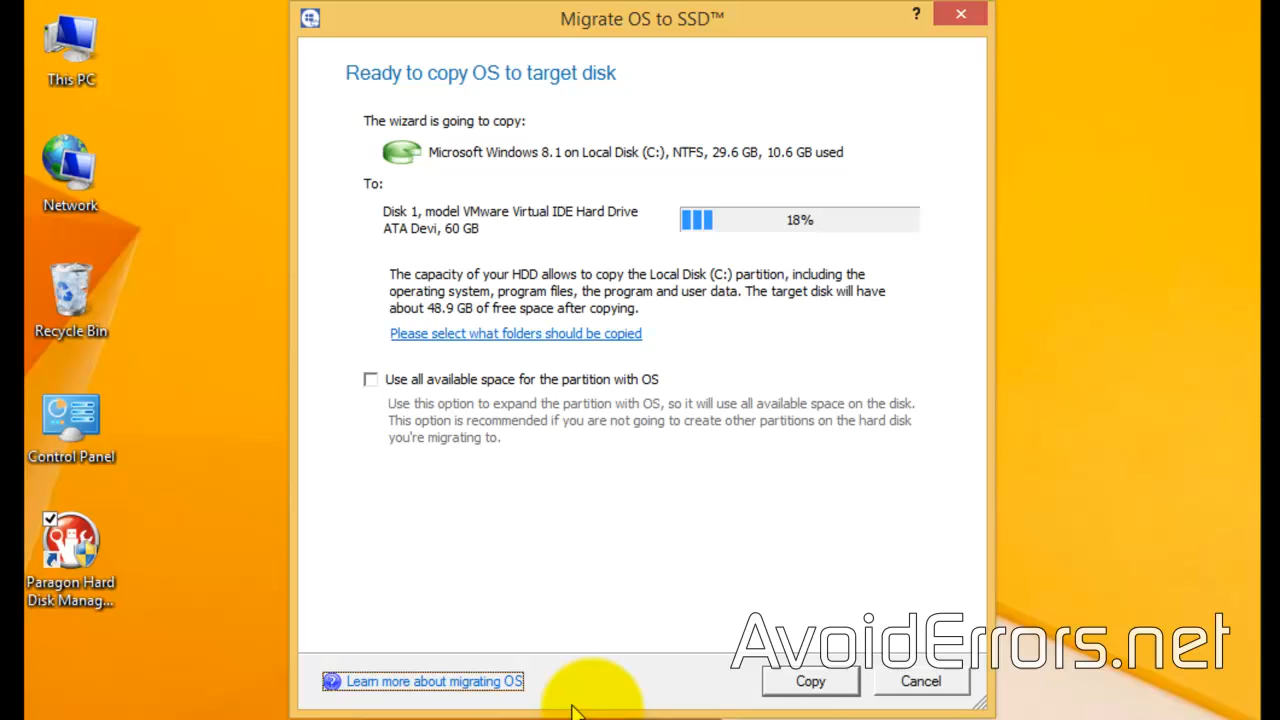 Migrate OS to SSD™
?
This PC
Ready to copy OS to target disk
The wizard is going to copy:
Microsoft Windows 8.1 on Local Disk (C:), NTFS, 29.6 GB, 10.6 GB used
To:
Disk 1, model VMware Virtual IDE Hard Drive
ATA Devi, 60 GB
18%
Network
The capacity of your HDD allows to copy the Local Disk (C:) partition, including the
operating system, program files, the program and user data. The target disk will have
about 48.9 GB of free space after copying.
Please select what folders should be copied
Recycle Bin
Use all available space for the partition with OS
Use this option to expand the partition with OS, so it will use all available space on the disk.
This option is recommended if you are not going to create other partitions on the hard disk
you're migrating to.
Control Panel
Paragon Hard
Disk Manag...
AvoidErrors.net
Learn more about migrating OS
Copy
Cancel